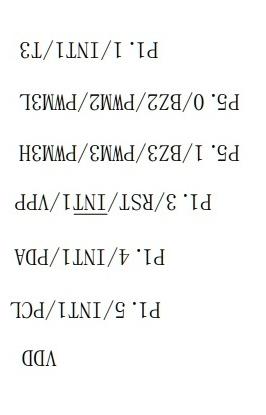 VDD
P1.5/INT1/PCL
P1.4/INT1/PDA
P1.3/RST/INT1/VPP
P5.1/BZ3/PWM3/PWM3H
P5.0/BZ2/PWM2/PWM3L
P1.1/INT1/T3